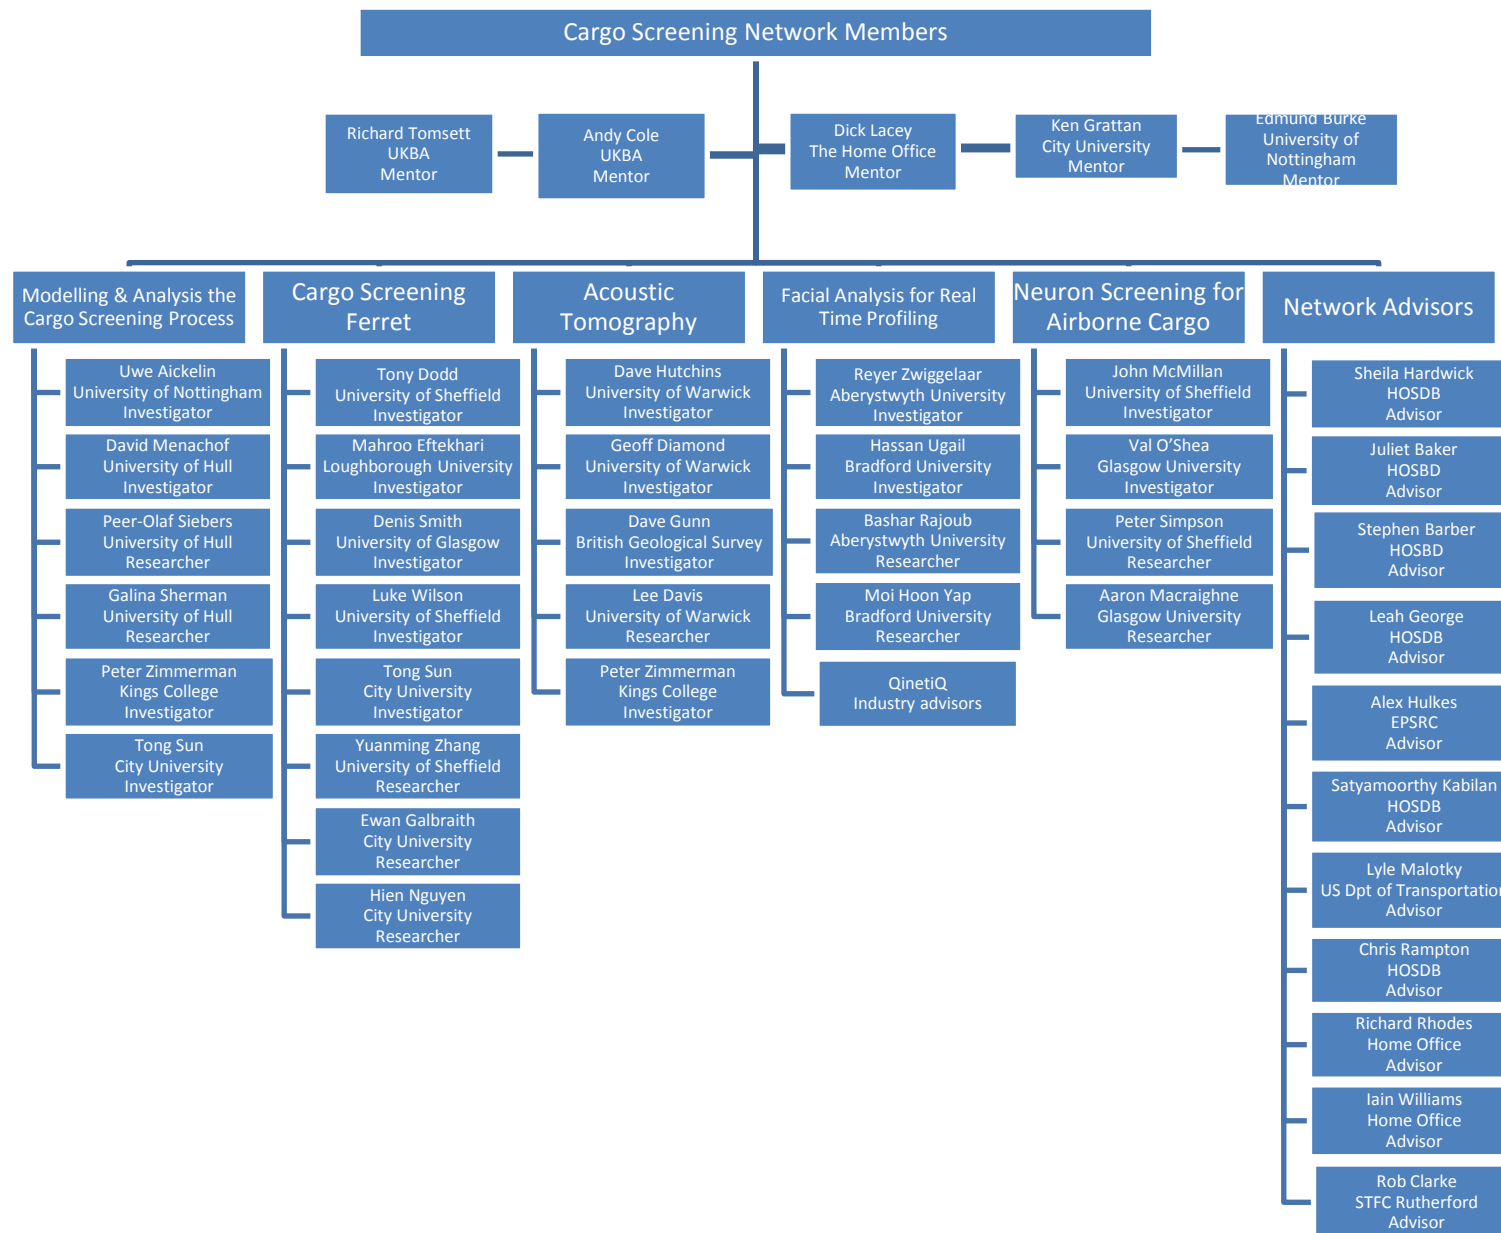 Cargo Screening Network Members
Richard Tomsett
UKBA
Mentor
Andy Cole
UKBA
Mentor
Dick Lacey
The Home Office
Mentor
Ken Grattan
City University
Mentor
Edmund Burke
University of
Nottingham
Mentor
Modelling & Analysis the
Cargo Screening Process
Uwe Aickelin
University of Nottingham
Investigator
David Menachof
University of Hull
Investigator
Peer-Olaf Siebers
University of Hull
Researcher
Galina Sherman
University of Hull
Researcher
Peter Zimmerman
Kings College
Investigator
Tong Sun
City University
Investigator
Cargo Screening
Ferret
Tony Dodd
University of Sheffield
Investigator
Mahroo Eftekhari
Loughborough University
Investigator
Denis Smith
University of Glasgow
Investigator
Luke Wilson
University of Sheffield
Investigator
Tong Sun
City University
Investigator
Yuanming Zhang
University of Sheffield
Researcher
Ewan Galbraith
City University
Researcher
Hien Nguyen
City University
Researcher
Acoustic
Tomography
Dave Hutchins
University of Warwick
Investigator
Geoff Diamond
University of Warwick
Investigator
Dave Gunn
British Geological Survey
Investigator
Lee Davis
University of Warwick
Researcher
Peter Zimmerman
Kings College
Investigator
Facial Analysis for Real
Time Profiling
Reyer Zwiggelaar
Aberystwyth University
Investigator
Hassan Ugail
Bradford University
Investigator
Bashar Rajoub
Aberystwyth University
Researcher
Moi Hoon Yap
Bradford University
Researcher
QinetiQ
Industry advisors
Neuron Screening for
Airborne Cargo
John McMillan
University of Sheffield
Investigator
Val O’Shea
Glasgow University
Investigator
Peter Simpson
University of Sheffield
Researcher
Aaron Macraighne
Glasgow University
Researcher
Network Advisors
Sheila Hardwick
HOSDB
Advisor
Juliet Baker
HOSBD
Advisor
Stephen Barber
HOSBD
Advisor
Leah George
HOSDB
Advisor
Alex Hulkes
EPSRC
Advisor
Satyamoorthy Kabilan
HOSDB
Advisor
Lyle Malotky
US Dpt of Transportation
Advisor
Chris Rampton
HOSDB
Advisor
Richard Rhodes
Home Office
Advisor
Iain Williams
Home Office
Advisor
Rob Clarke
STFC Rutherford
Advisor